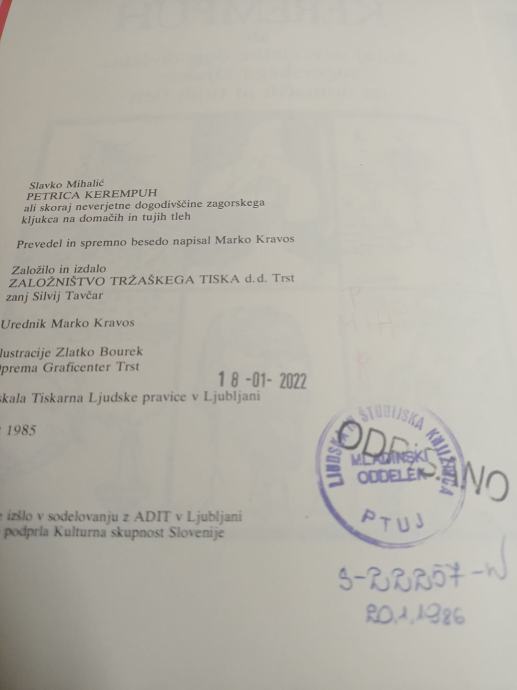 Slavko Mihalić
PETRICA KEREMPUH
ali skoraj neverjetne dogodivščine zagorskega
kljukca na domačih in tujih tleh
Prevedel in spremno besedo napisal Marko Kravos
Založilo in izdalo
ZALOŽNIŠTVO TRŽAŠKEGA TISKA d.d. Trst
zanj Silvij Tavčar
Urednik Marko Kravos
lustracije Zlatko Bourek
prema Graficenter Trst
18 -01- 2022
skala Tiskarna Ljudske pravice v Ljubljani
1985
LJUDSKA IN ŠTUDIJSKA KNJIŽNICA
MLADINSKI
ODDELEK
PTUJ
ODPISANO
izšlo v sodelovanju z ADIT v Ljubljani
podprla Kulturna skupnost Slovenije
20.1.1986